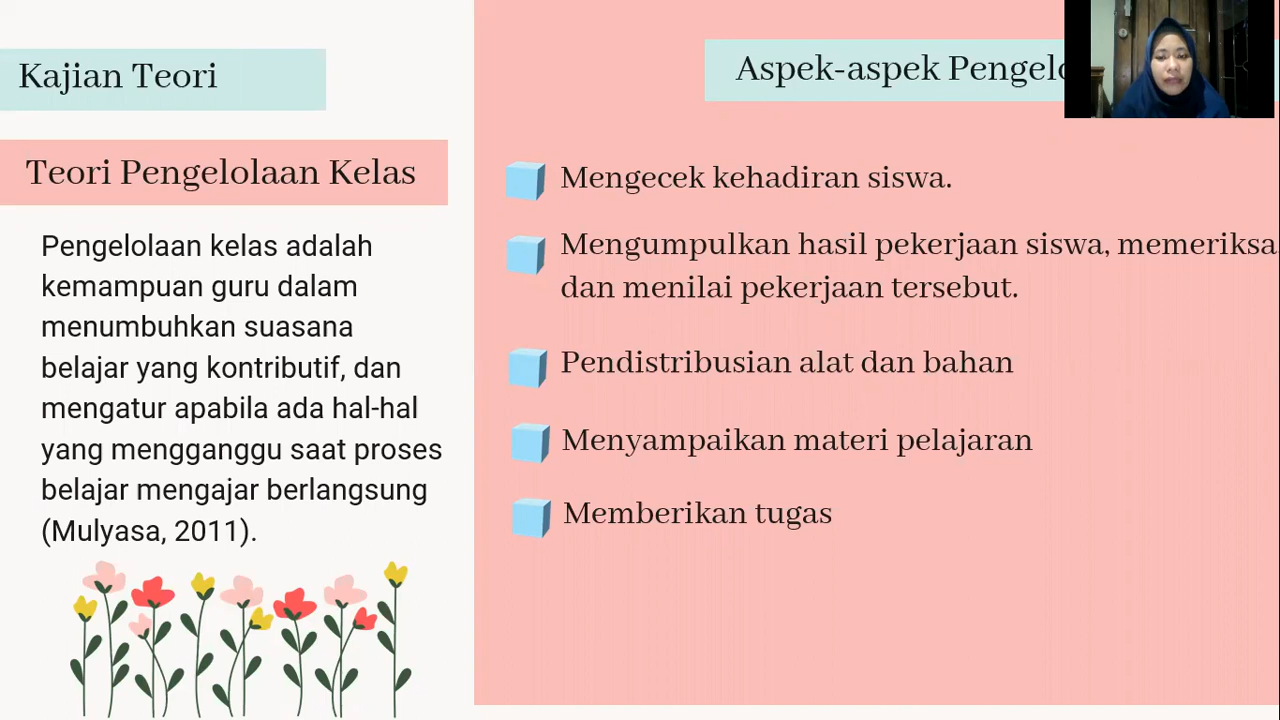 Kajian Teori
Teori Pengelolaan Kelas
Pengelolaan kelas adalah
kemampuan guru dalam
menumbuhkan suasana
belajar yang kontributif, dan
mengatur apabila ada hal-hal
yang mengganggu saat proses
belajar mengajar berlangsung
(Mulyasa, 2011).
Aspek-aspek
Mengecek kehadiran siswa.
Mengumpulkan hasil pekerjaan siswa, memeriksa
dan menilai pekerjaan tersebut.
Pendistribusian alat dan bahan
Menyampaikan materi pelajaran
Memberikan tugas